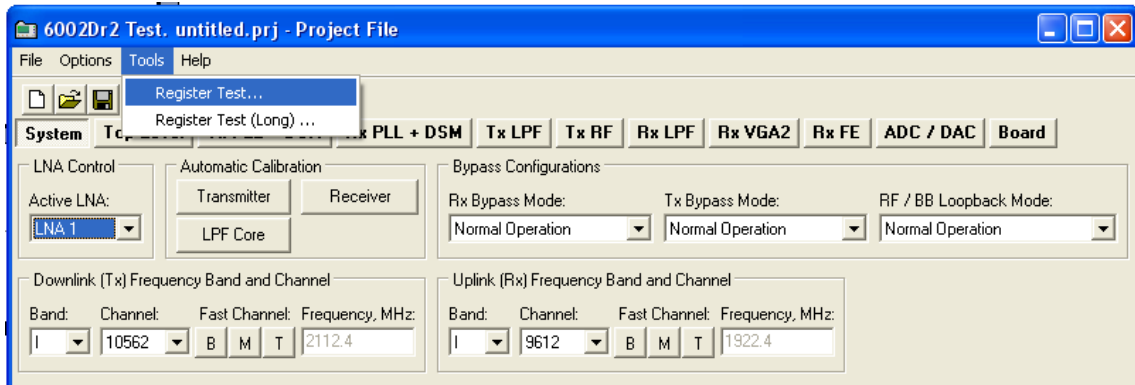 6002Dr2 Test. untitled.prj - Project File
File Options Tools Help
Register Test...
Register Test (Long) ...
System PLL + DSM Tx LPF Tx RF Rx LPF Rx VGA2 Rx FE ADC / DAC Board
LNA Control Automatic Calibration Bypass Configurations
Transmitter Receiver
Active LNA: Rx Bypass Mode: Tx Bypass Mode: RF / BB Loopback Mode:
LNA 1 LPF Core Normal Operation Normal Operation Normal Operation
Downlink (Tx) Frequency Band and Channel Uplink (Rx) Frequency Band and Channel
Band: Channel: Fast Channel: Frequency, MHz: Band: Channel: Fast Channel: Frequency, MHz:
I 10562 B M T 2112.4 I 9612 B M T 1922.4